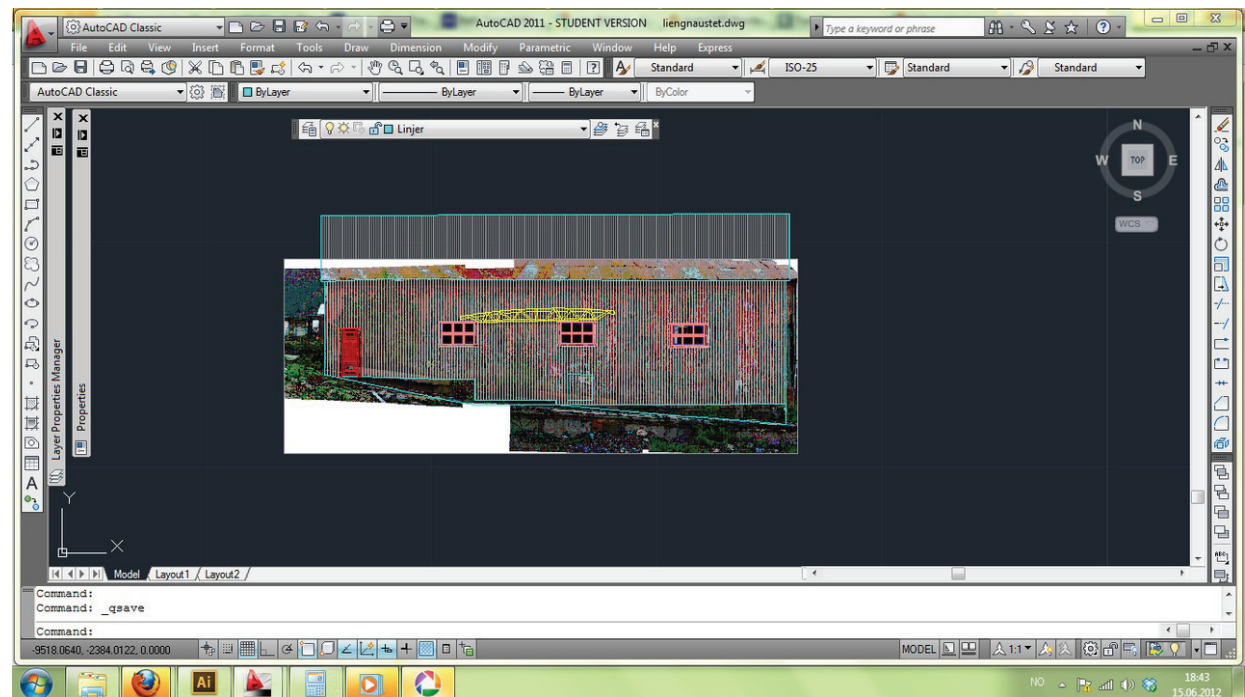 AutoCAD Classic
AutoCAD 2011 - STUDENT VERSION liengnaustet.dwg
Type a keyword or phrase
File Edit View Insert Format Tools Draw Dimension Modify Parametric Window Help Express
Standard ISO-25 Standard Standard
AutoCAD Classic ByLayer ByLayer ByLayer ByColor
Linjer
N
W TOP E
S
WCS
Layer Properties Manager
Properties
A
ABC
Y
X
Model Layout1 Layout2
Command:
Command: _qsave
Command:
-9518.0640, -2384.0122, 0.0000 MODEL 1:1
Ai
NO 18:43
15.06.2012